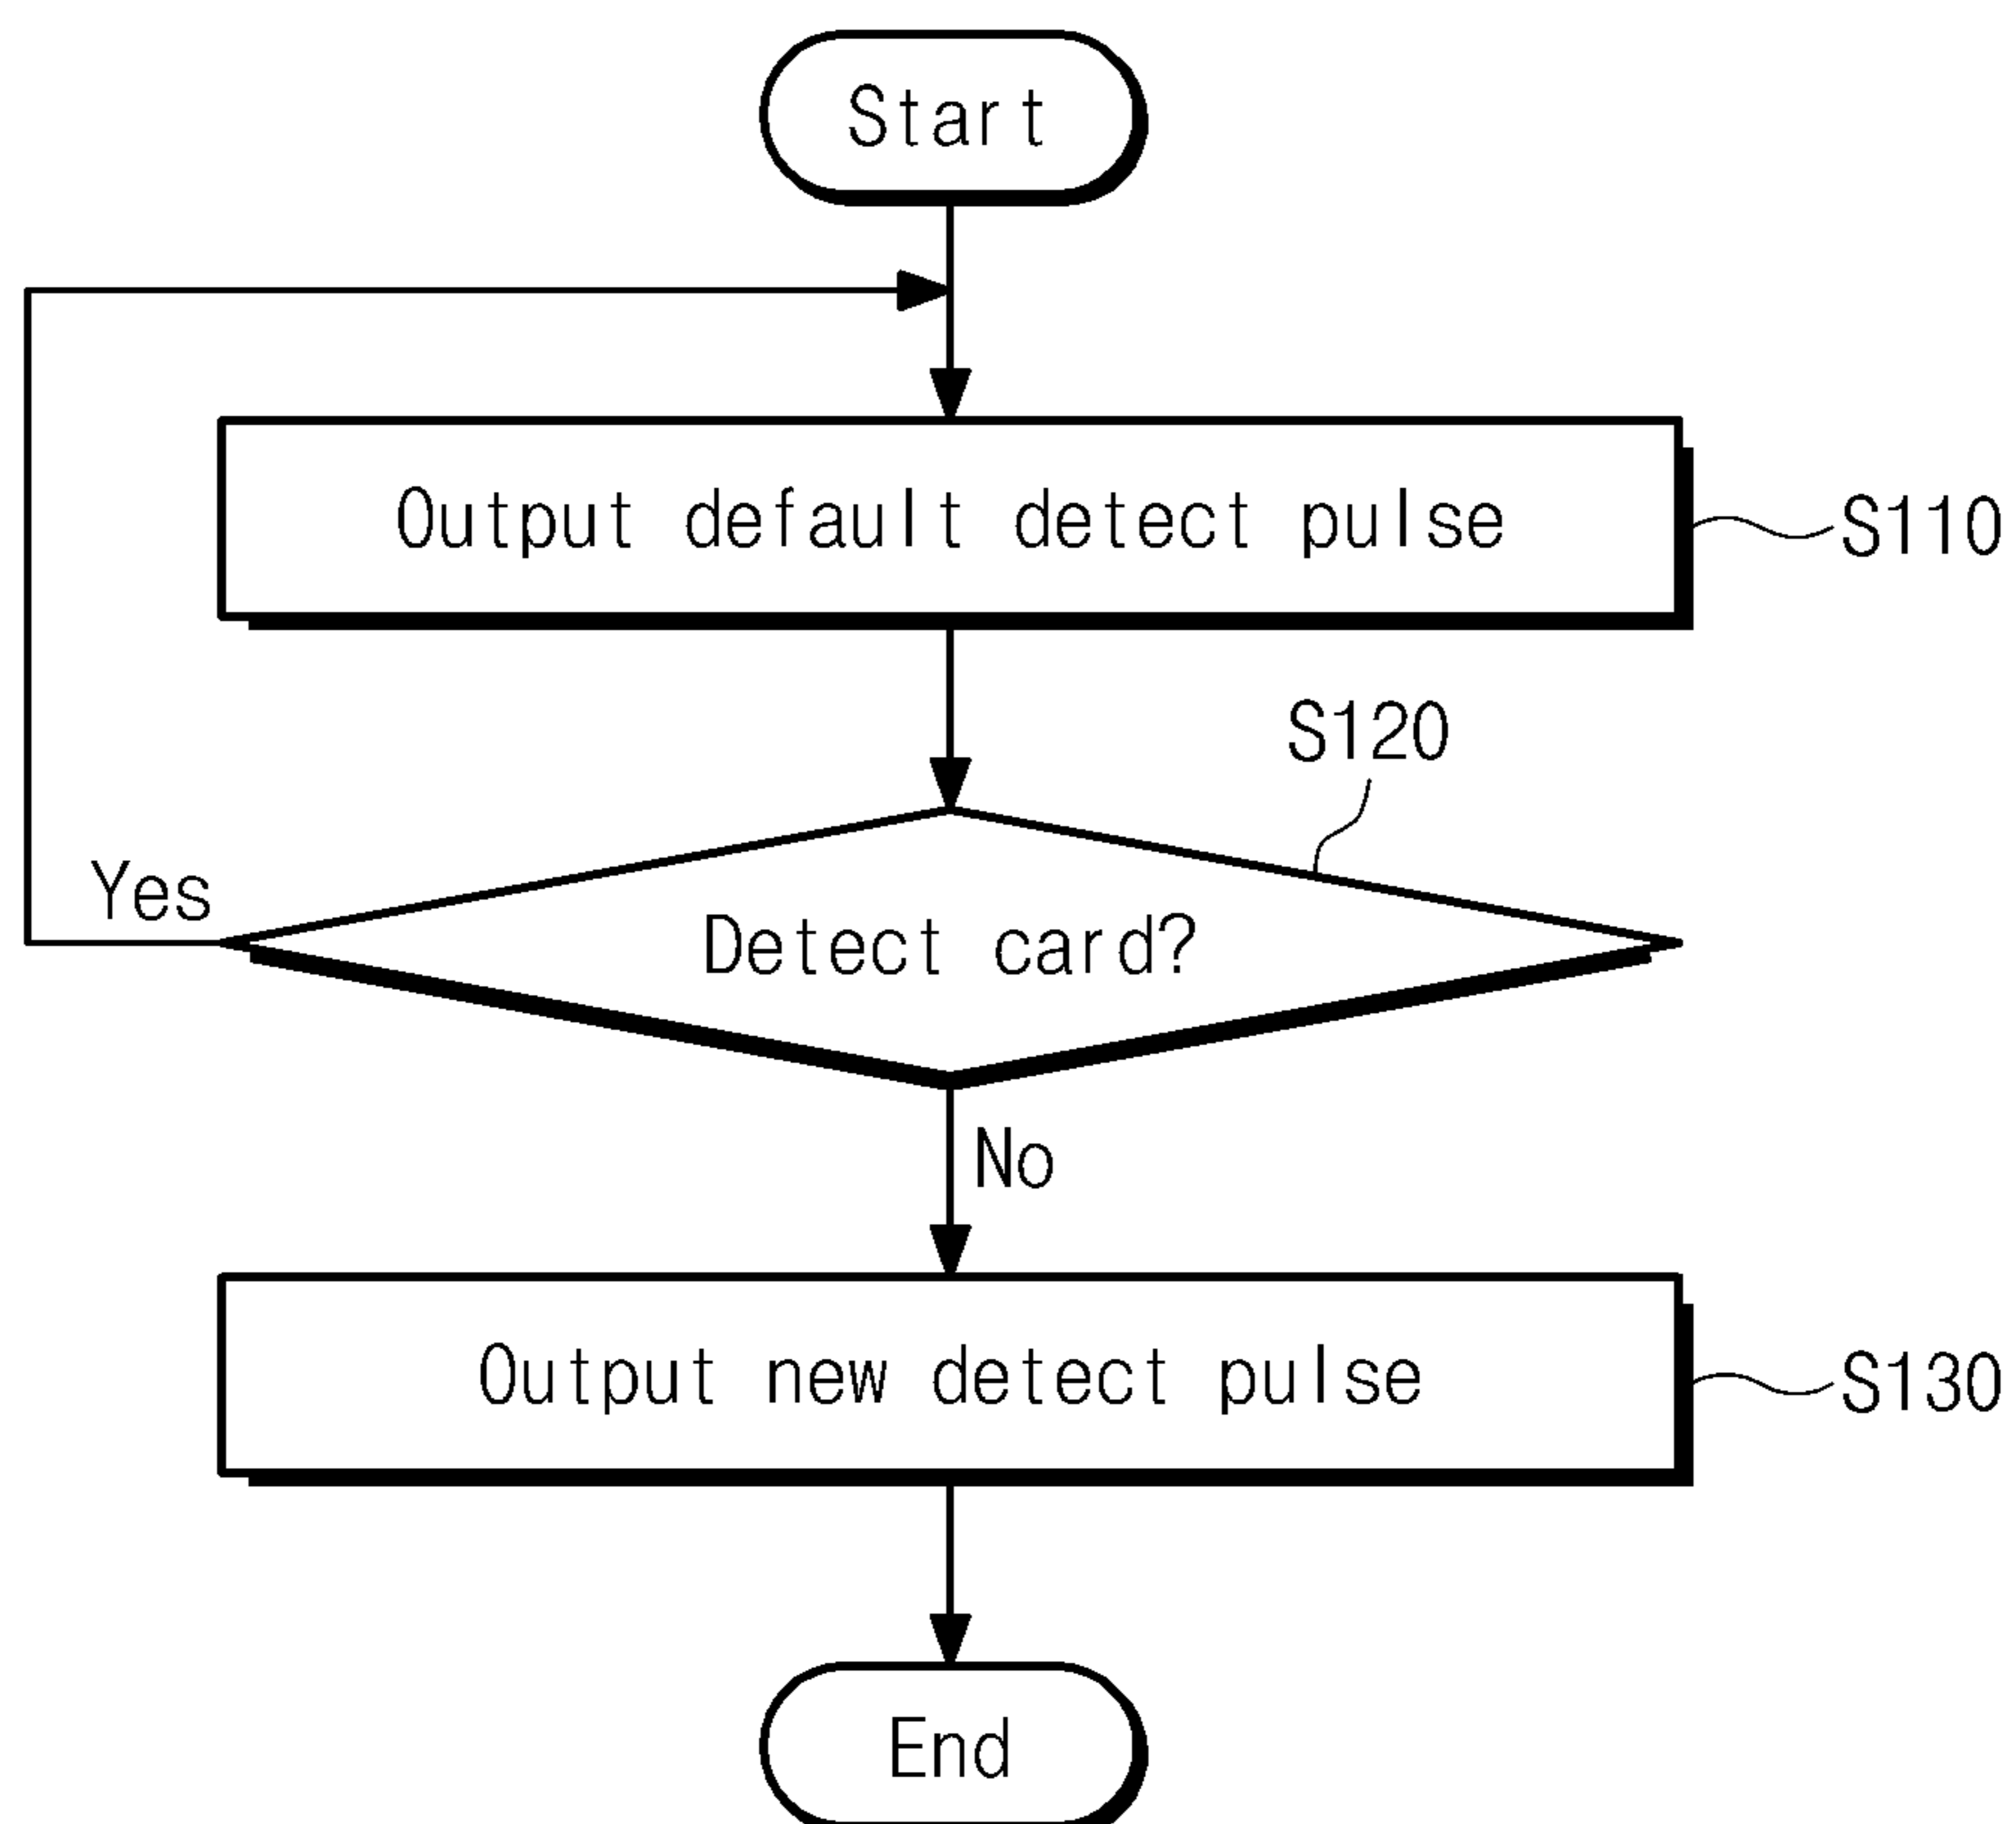 Start
Output default detect pulse
S110
S120
Yes
Detect card?
No
Output new detect pulse
S130
End